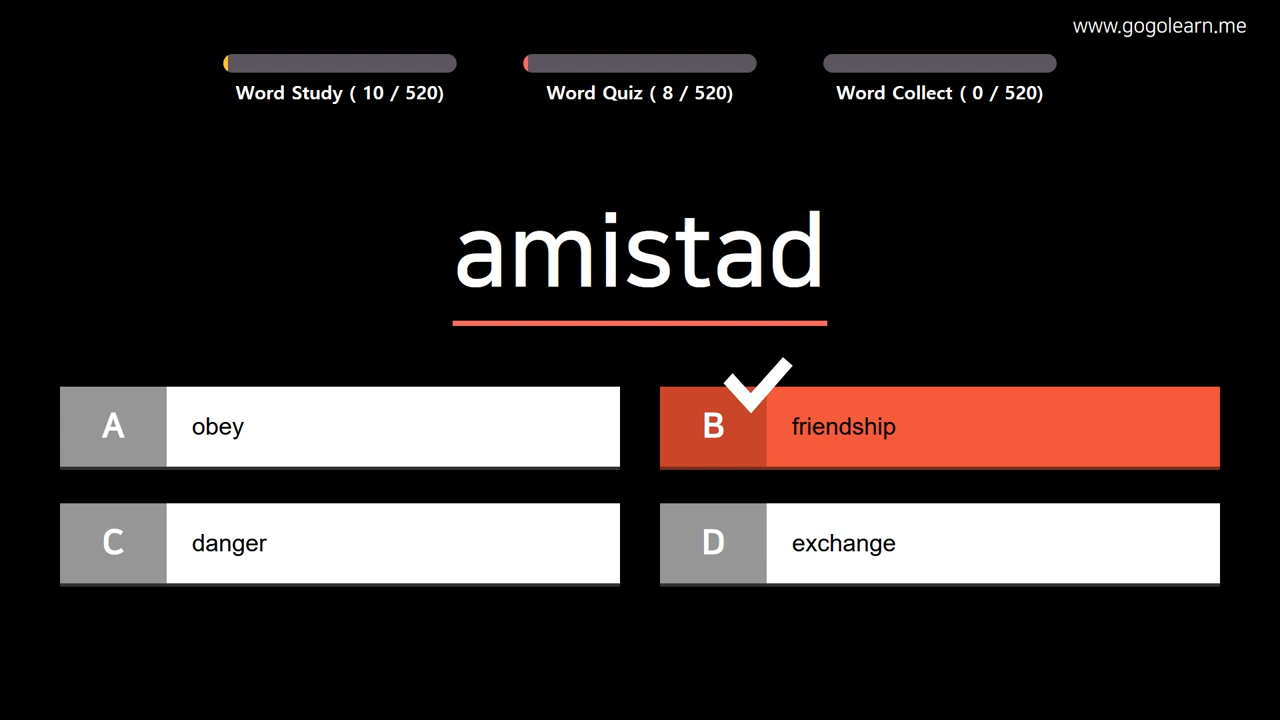 www.gogolearn.me
Word Study ( 10 / 520)
Word Quiz ( 8 / 520)
Word Collect ( 0 / 520)
amistad
A obey
B friendship
C danger
D exchange